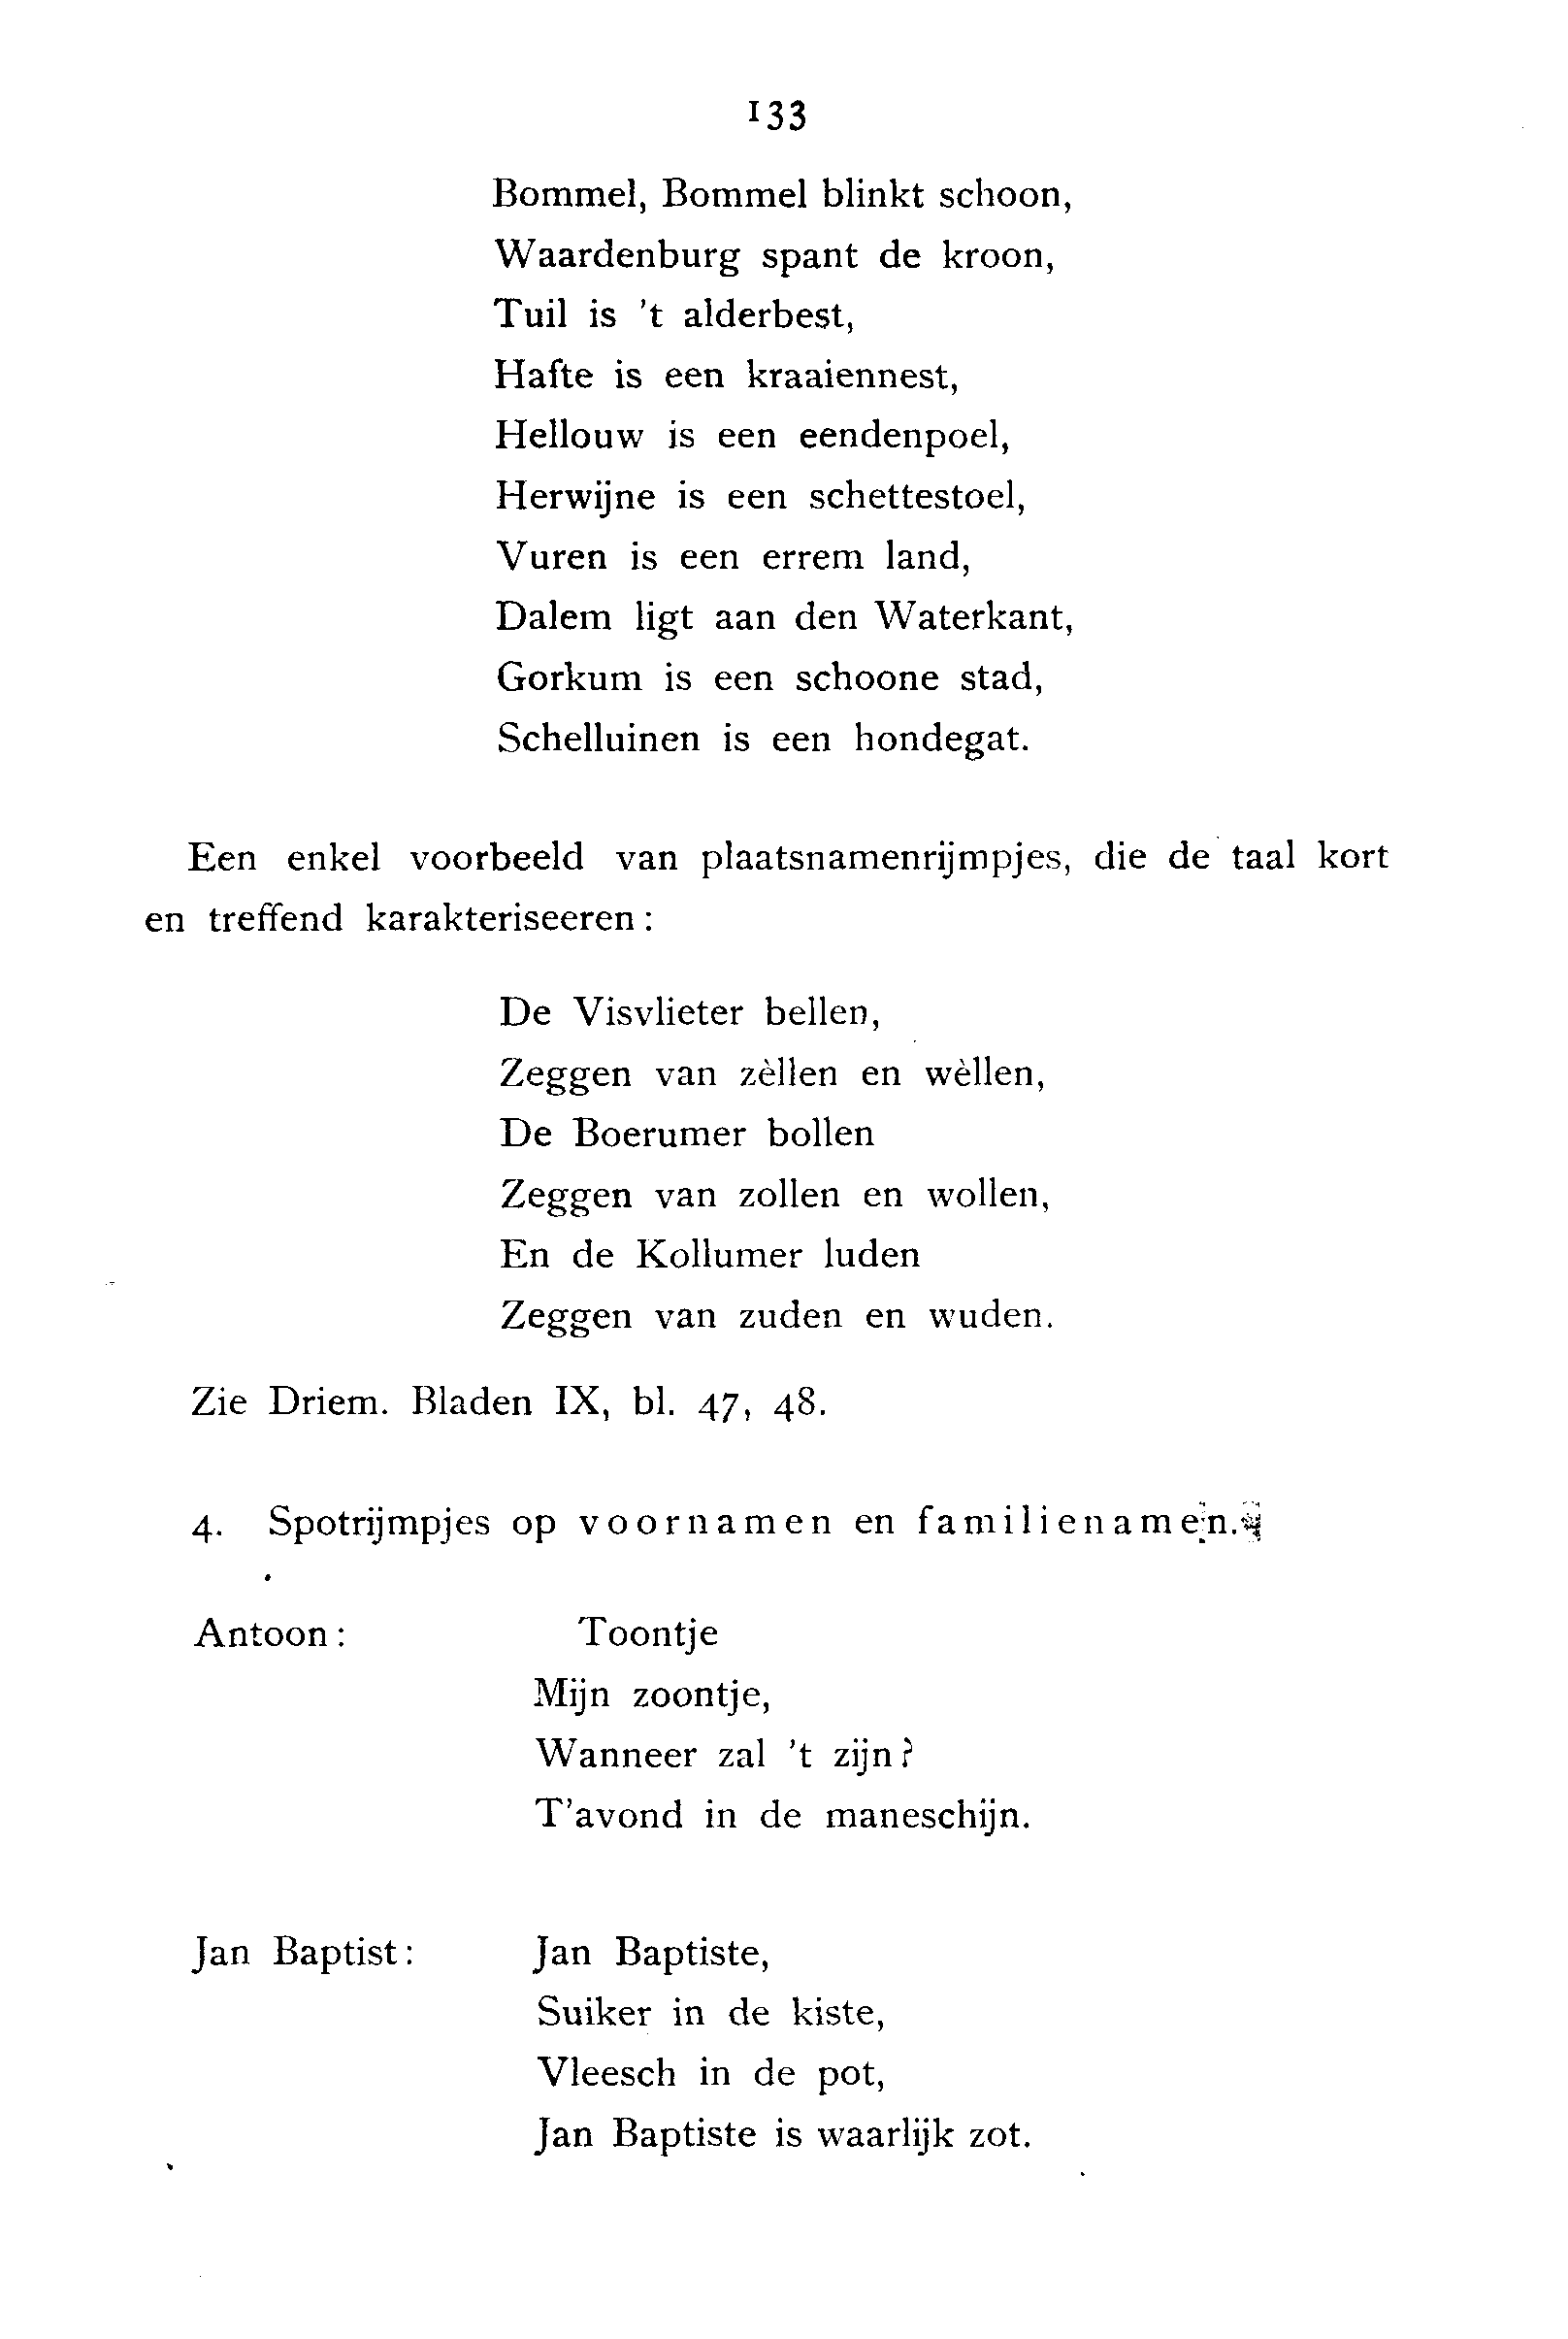 133
Bommel, Bommel blinkt schoon,
Waardenburg spant de kroon,
Tuil is 't alderbest,
Hafte is een kraaiennest,
Hellouw is een eendenpoel,
Herwijne is een schettestoel,
Vuren is een errem land,
Dalem ligt aan den Waterkant,
Gorkum is een schoone stad,
Schelluinen is een hondegat.
Een enkel voorbeeld van plaatsnamenrijmpjes, die de taal kort
en treffend karakteriseeren:
De Visvlieter bellen,
Zeggen van zèllen en wèllen,
De Boerumer bollen
Zeggen van zollen en wollen,
En de Kollumer luden
Zeggen van zuden en wuden.
Zie Driem. Bladen IX, bl. 47, 48.
4. Spotrijmpjes op voornamen en familienamen.
Antoon: Toontje
Mijn zoontje,
Wanneer zal 't zijn?
T'avond in de maneschijn.
Jan Baptist: Jan Baptiste,
Suiker in de kiste,
Vleesch in de pot,
Jan Baptiste is waarlijk zot.